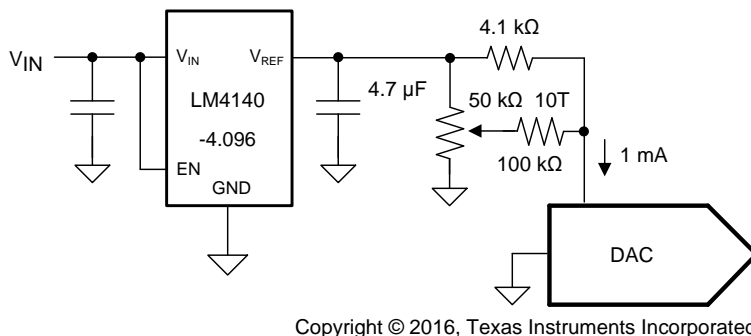 VIN
VIN
VREF
LM4140
-4.096
EN
GND
4.7 µF
4.1 kΩ
50 kΩ
10T
100 kΩ
1 mA
DAC
Copyright © 2016, Texas Instruments Incorporated